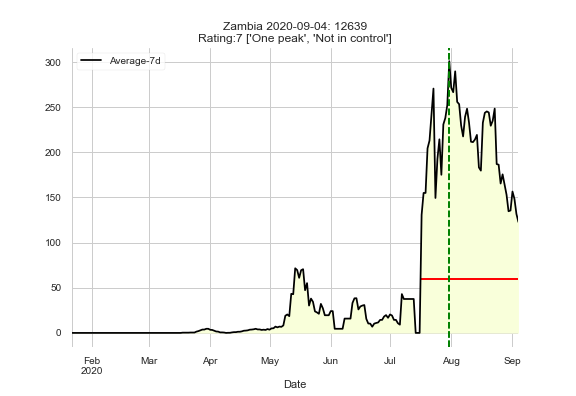 Zambia 2020-09-04: 12639
Rating:7 ['One peak', 'Not in control']
Average-7d
300
250
200
150
100
50
0
Feb Mar Apr May Jun Jul Aug Sep
2020
Date